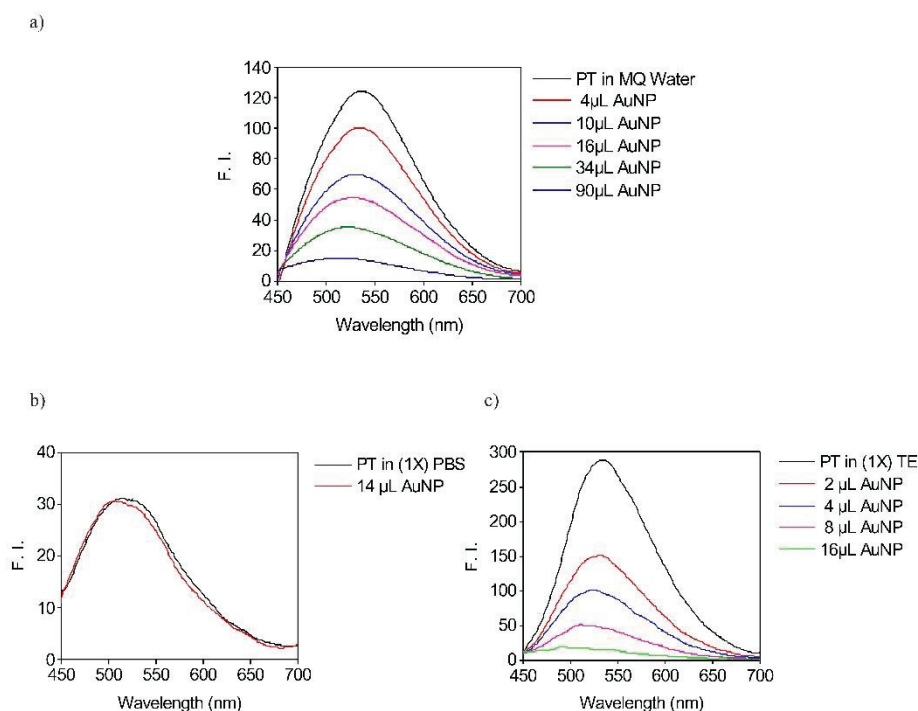 a)
140
120
100
80
60
40
20
0
F. I.
450 500 550 600 650 700
Wavelength (nm)
PT in MQ Water
4µL AuNP
10µL AuNP
16µL AuNP
34µL AuNP
90µL AuNP
b)
40
30
20
10
0
F. I.
450 500 550 600 650 700
Wavelength (nm)
PT in (1X) PBS
14 µL AuNP
c)
300
250
200
150
100
50
0
F. I.
450 500 550 600 650 700
Wavelength (nm)
PT in (1X) TE
2 µL AuNP
4 µL AuNP
8 µL AuNP
16µL AuNP